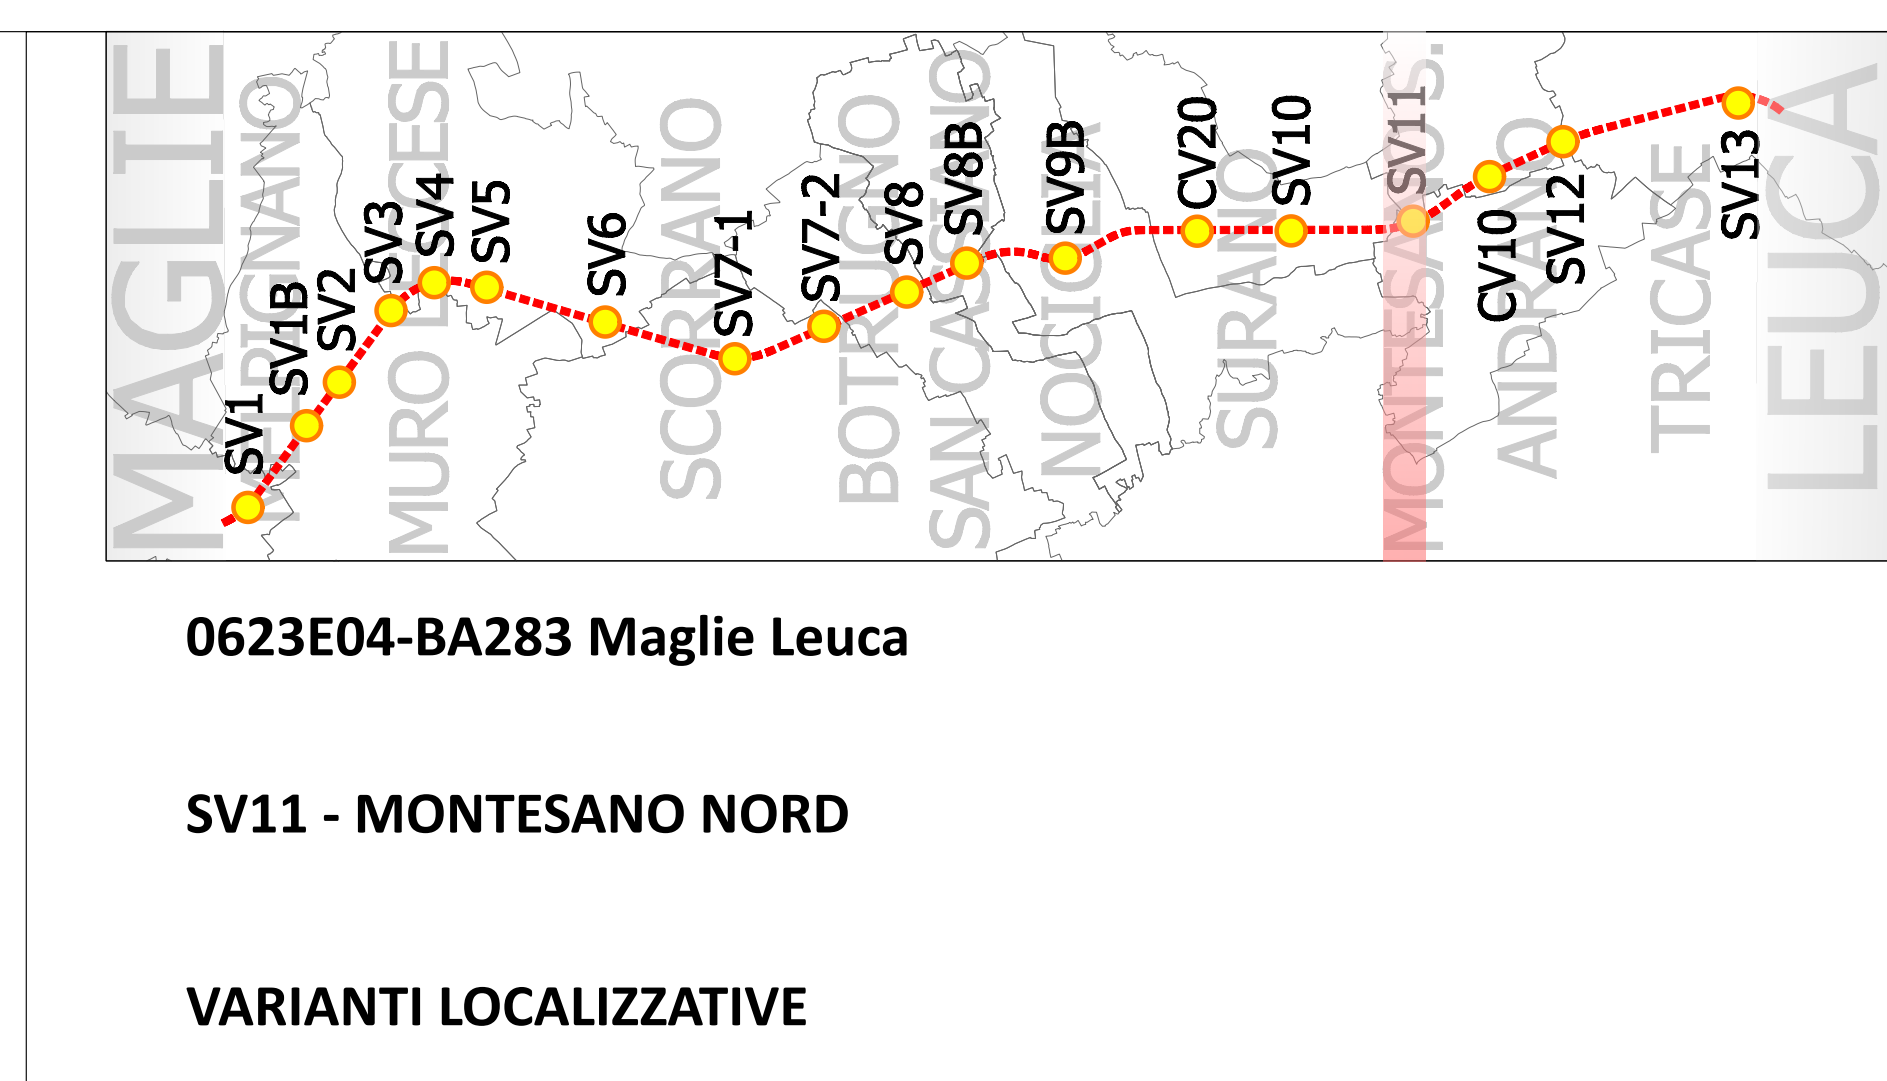 MAGLIE
MELPIGNANO
MURO LECCESE
SCORRANO
BOTRUGNO
SAN CASSIANO
NOCIGLIA
SURANO
MONTESANO S.
ANDRANO
TRICASE
LEUCA
SV1
SV1B
SV2
SV3
SV4
SV5
SV6
SV7-1
SV7-2
SV8
SV8B
SV9B
CV20
SV10
SV11
CV10
SV12
SV13
0623E04-BA283 Maglie Leuca
SV11 - MONTESANO NORD
VARIANTI LOCALIZZATIVE